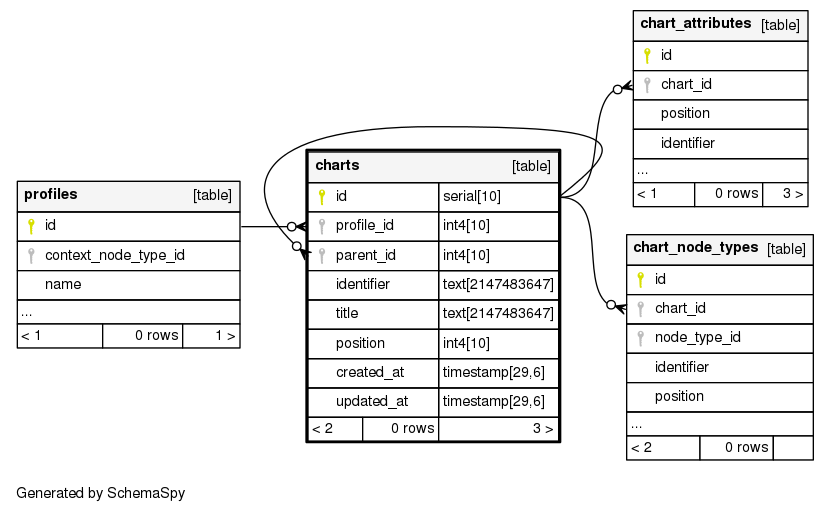 profiles [table]
id
context_node_type_id
name
...
< 1 0 rows 1 >
charts [table]
id serial[10]
profile_id int4[10]
parent_id int4[10]
identifier text[2147483647]
title text[2147483647]
position int4[10]
created_at timestamp[29,6]
updated_at timestamp[29,6]
< 2 0 rows 3 >
chart_attributes [table]
id
chart_id
position
identifier
...
< 1 0 rows 3 >
chart_node_types [table]
id
chart_id
node_type_id
identifier
position
...
< 2 0 rows
Generated by SchemaSpy